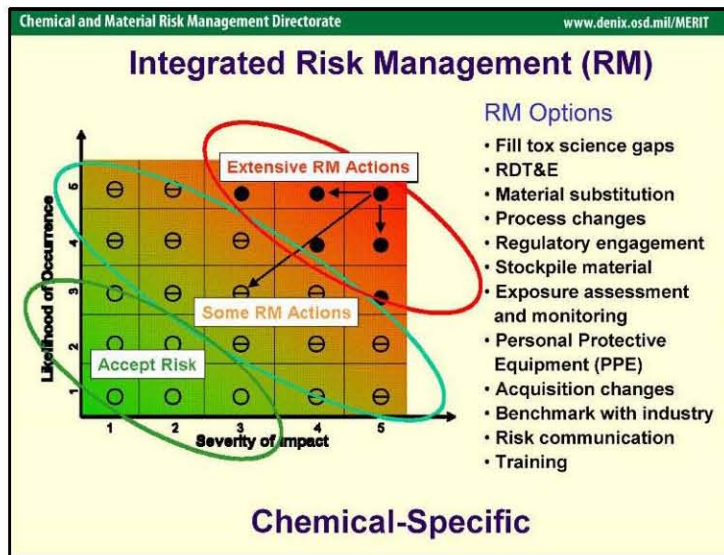 Chemical and Material Risk Management Directorate
www.denix.osd.mil/MERIT
Integrated Risk Management (RM)
RM Options
• Fill tox science gaps
• RDT&E
• Material substitution
• Process changes
• Regulatory engagement
• Stockpile material
• Exposure assessment
and monitoring
• Personal Protective
Equipment (PPE)
• Acquisition changes
• Benchmark with industry
• Risk communication
• Training
Likelihood of Occurrence
5
4
3
2
1
Extensive RM Actions
Some RM Actions
Accept Risk
1 2 3 4 5
Severity of Impact
Chemical-Specific